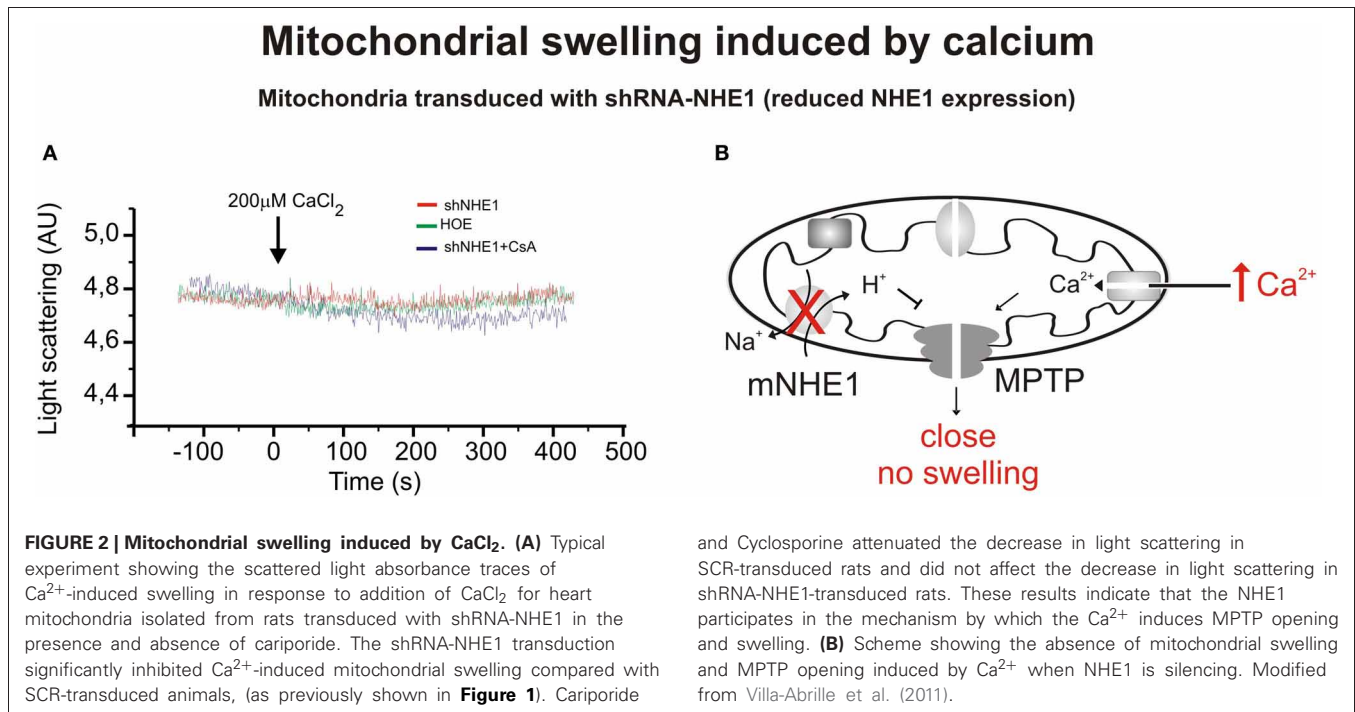 Mitochondrial swelling induced by calcium
Mitochondria transduced with shRNA-NHE1 (reduced NHE1 expression)
A
200µM CaCl2
shNHE1
HOE
shNHE1+CsA
Light scattering (AU)
5,0
4,8
4,6
4,4
-100 0 100 200 300 400 500
Time (s)
B
H+
Ca2+
Ca2+
Na+
mNHE1
MPTP
close
no swelling
FIGURE 2 | Mitochondrial swelling induced by CaCl2. (A) Typical
experiment showing the scattered light absorbance traces of
Ca2+-induced swelling in response to addition of CaCl2 for heart
mitochondria isolated from rats transduced with shRNA-NHE1 in the
presence and absence of cariporide. The shRNA-NHE1 transduction
significantly inhibited Ca2+-induced mitochondrial swelling compared with
SCR-transduced animals, (as previously shown in Figure 1). Cariporide
and Cyclosporine attenuated the decrease in light scattering in
SCR-transduced rats and did not affect the decrease in light scattering in
shRNA-NHE1-transduced rats. These results indicate that the NHE1
participates in the mechanism by which the Ca2+ induces MPTP opening
and swelling. (B) Scheme showing the absence of mitochondrial swelling
and MPTP opening induced by Ca2+ when NHE1 is silencing. Modified
from Villa-Abrille et al. (2011).